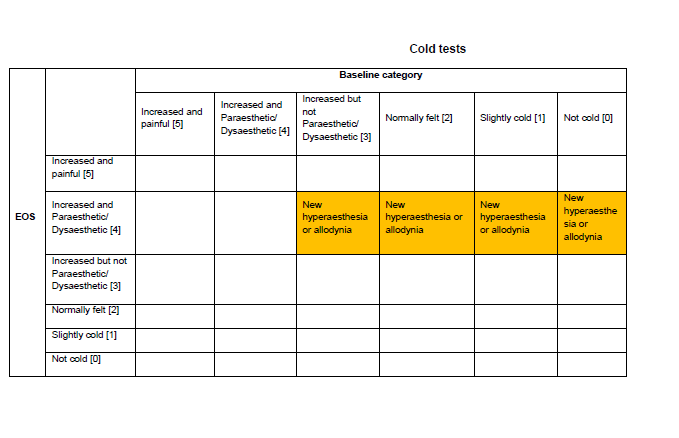 Cold tests
Baseline category
Increased and
painful [5]
Increased and
Paraesthetic/
Dysaesthetic [4]
Increased but
not
Paraesthetic/
Dysaesthetic [3]
Normally felt [2]
Slightly cold [1]
Not cold [0]
EOS
Increased and
painful [5]
Increased and
Paraesthetic/
Dysaesthetic [4]
New
hyperaesthesia
or allodynia
New
hyperaesthesia or
allodynia
New
hyperaesthesia
or allodynia
New
hyperaesthe
sia or
allodynia
Increased but not
Paraesthetic/
Dysaesthetic [3]
Normally felt [2]
Slightly cold [1]
Not cold [0]